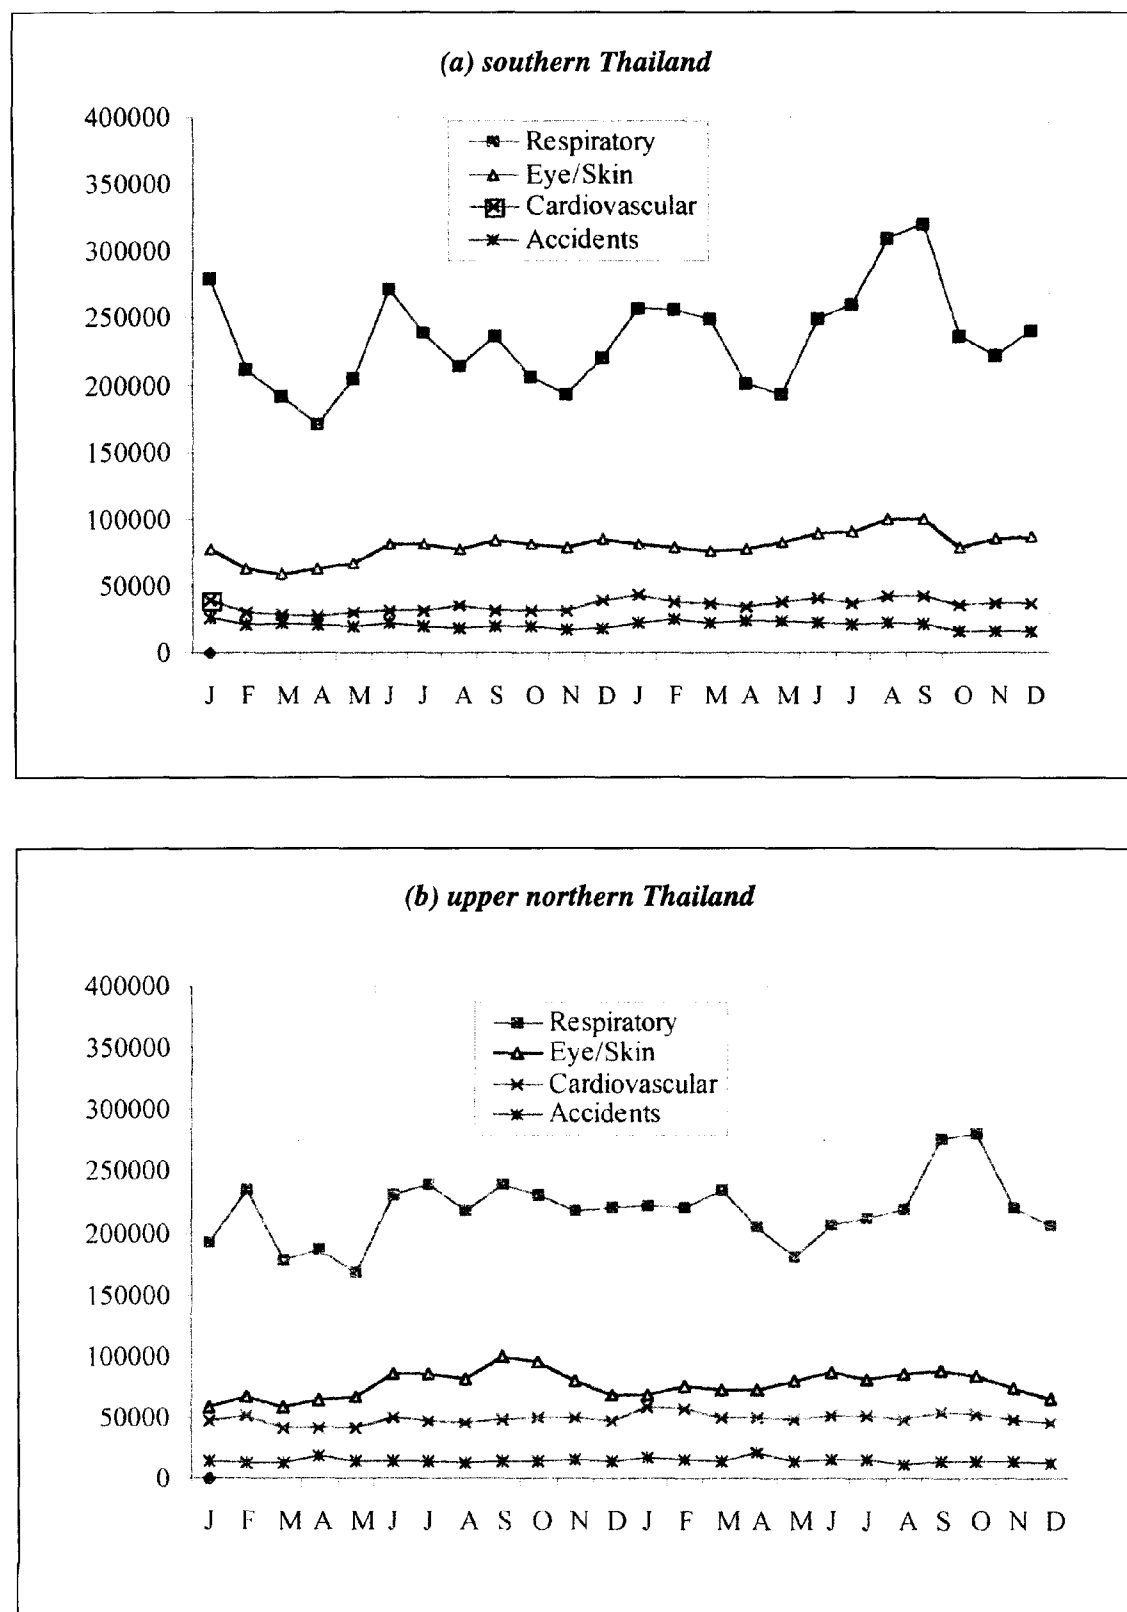 (a) southern Thailand
400000
350000
300000
250000
200000
150000
100000
50000
0
Respiratory
Eye/Skin
Cardiovascular
Accidents
J F M A M J J A S O N D J F M A M J J A S O N D
(b) upper northern Thailand
400000
350000
300000
250000
200000
150000
100000
50000
0
Respiratory
Eye/Skin
Cardiovascular
Accidents
J F M A M J J A S O N D J F M A M J J A S O N D